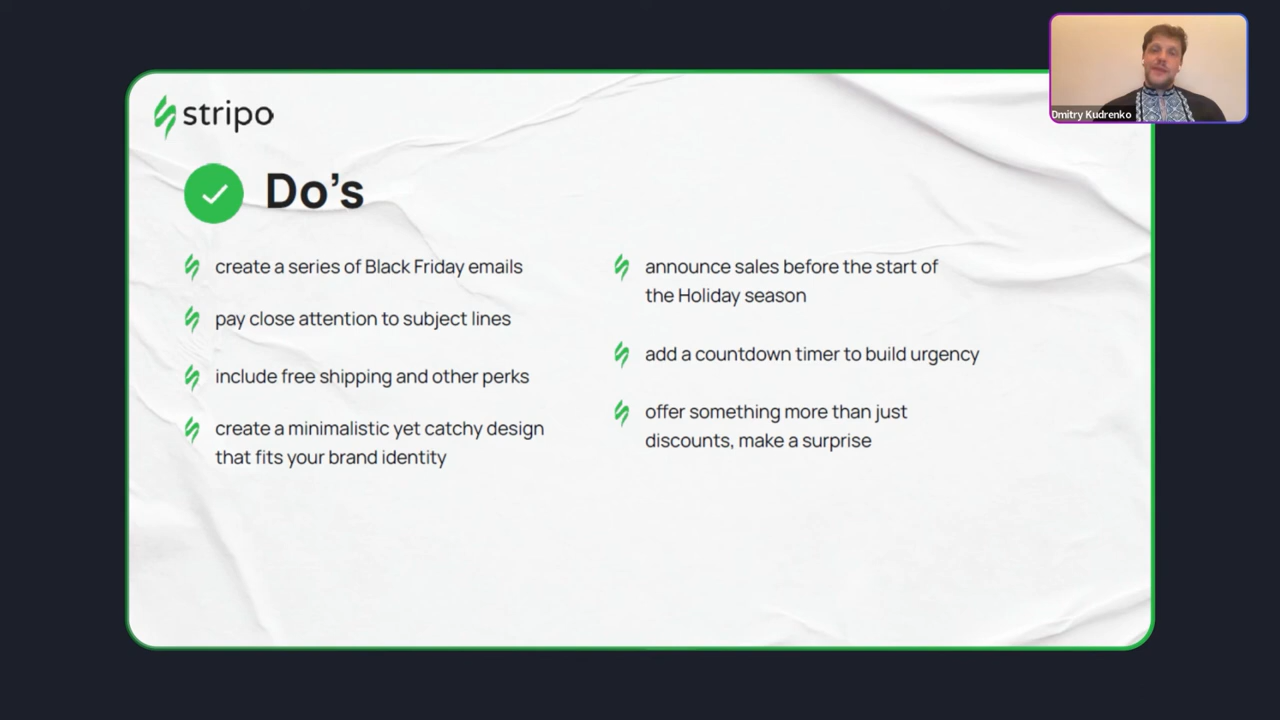 stripo
Do’s
create a series of Black Friday emails
pay close attention to subject lines
include free shipping and other perks
create a minimalistic yet catchy design
that fits your brand identity
announce sales before the start of
the Holiday season
add a countdown timer to build urgency
offer something more than just
discounts, make a surprise
Dmitry Kudrenko